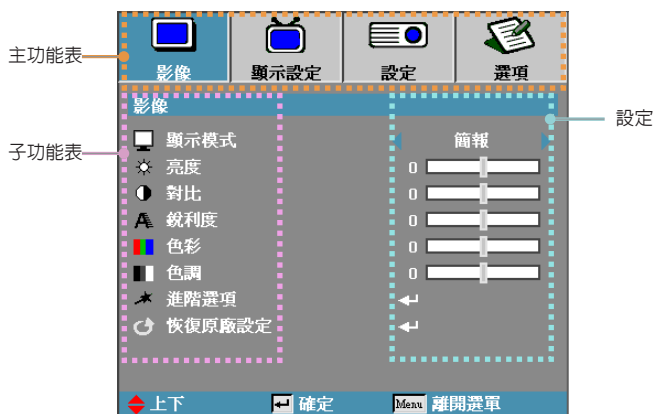 主功能表
影像 顯示設定 設定 選項
影像
設定
子功能表
顯示模式 簡報
亮度 0
對比 0
銳利度 0
色彩 0
色調 0
進階選項
恢復原廠設定
上下 確定 Menu 離開選單